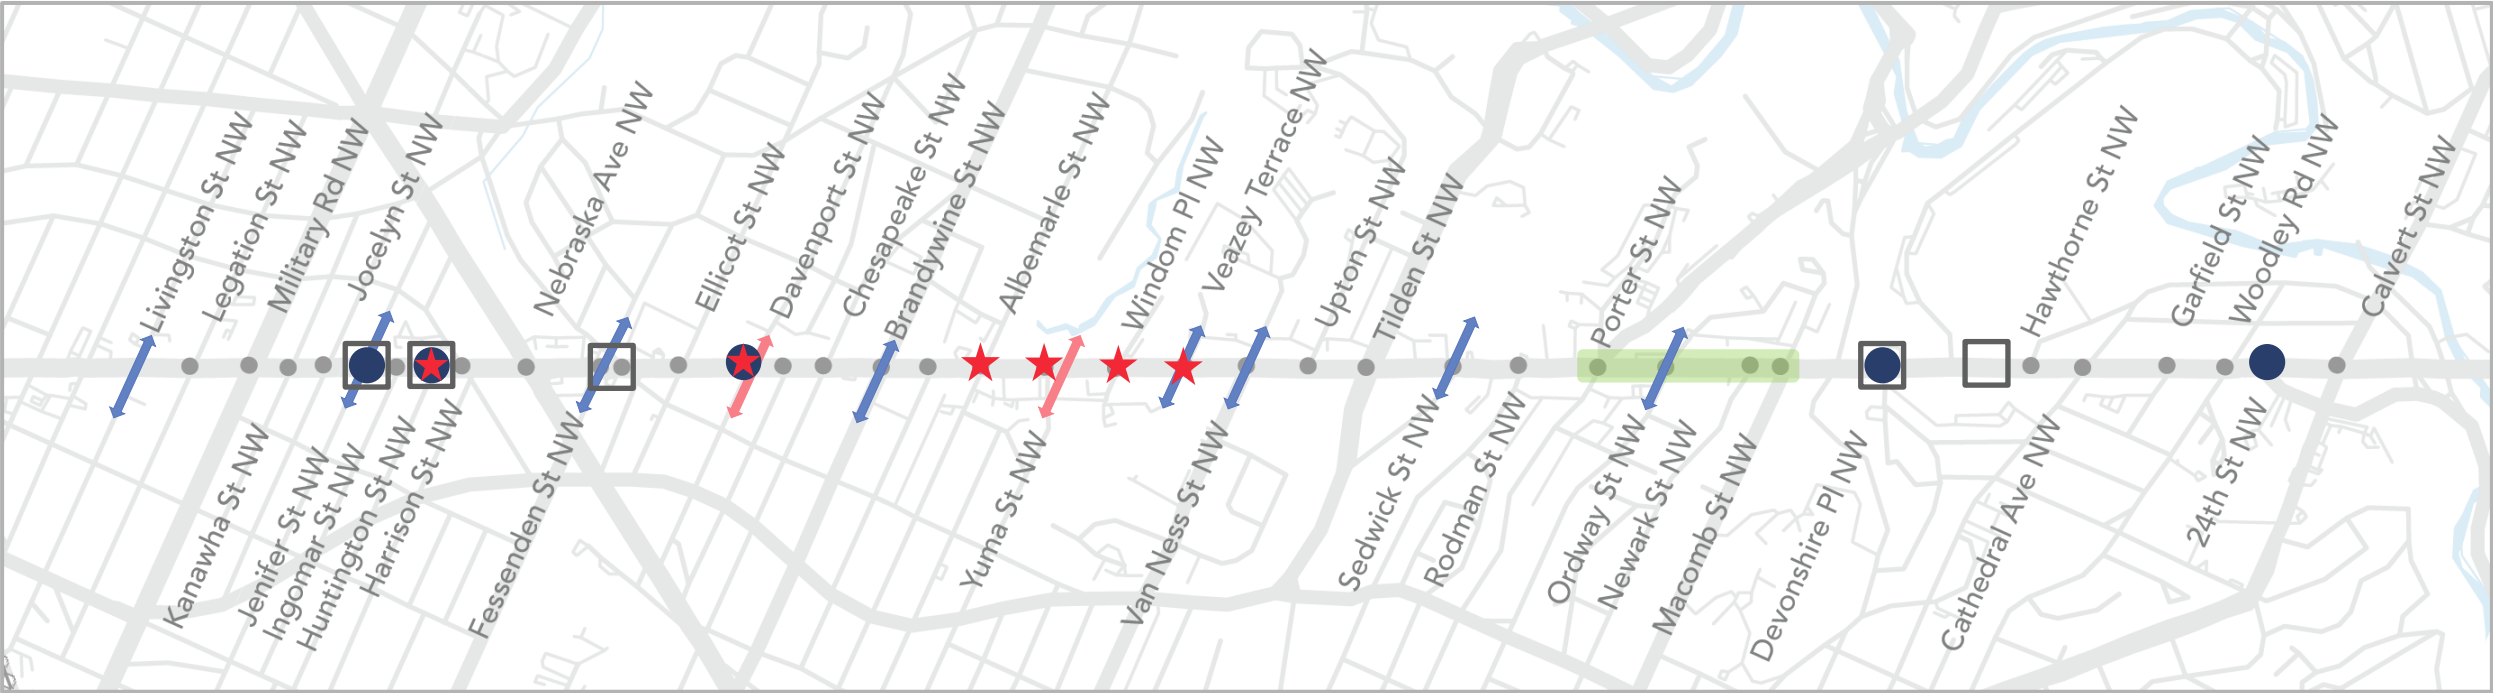 Livingston St NW
Legation St NW
Military Rd NW
Jocelyn St NW
Nebraska Ave NW
Ellicot St NW
Davenport St NW
Chesapeake St NW
Brandywine St NW
Albemarle St NW
Windom Pl NW
Veazey Terrace NW
Upton St NW
Tilden St NW
Porter St NW
Hawthorne St NW
Garfield St NW
Woodley Rd NW
Calvert St NW
Kanawha St NW
Jenifer St NW
Ingomar St NW
Huntington St NW
Harrison St NW
Fessenden St NW
Yuma St NW
Van Ness St NW
Sedwick St NW
Rodman St NW
Ordway St NW
Newark St NW
Macomb St NW
Devonshire Pl NW
Cathedral Ave NW
24th St NW